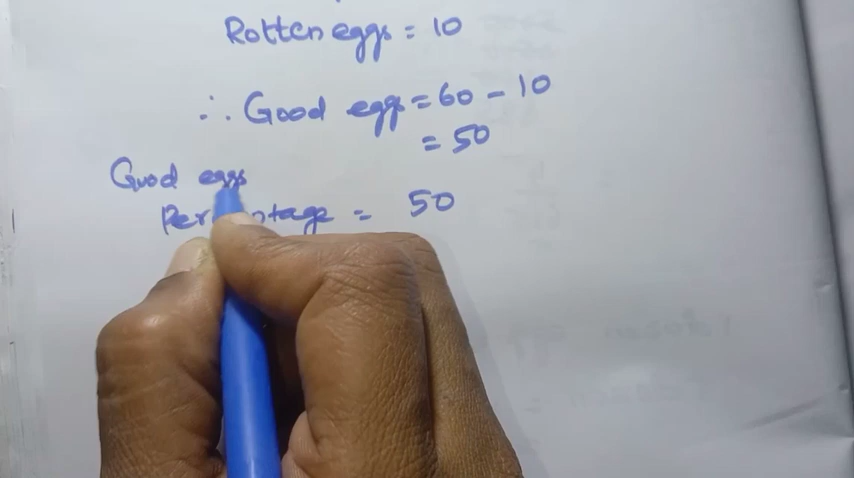 Rotten eggs = 10
∴ Good eggs = 60 - 10
= 50
Good eggs
= 50